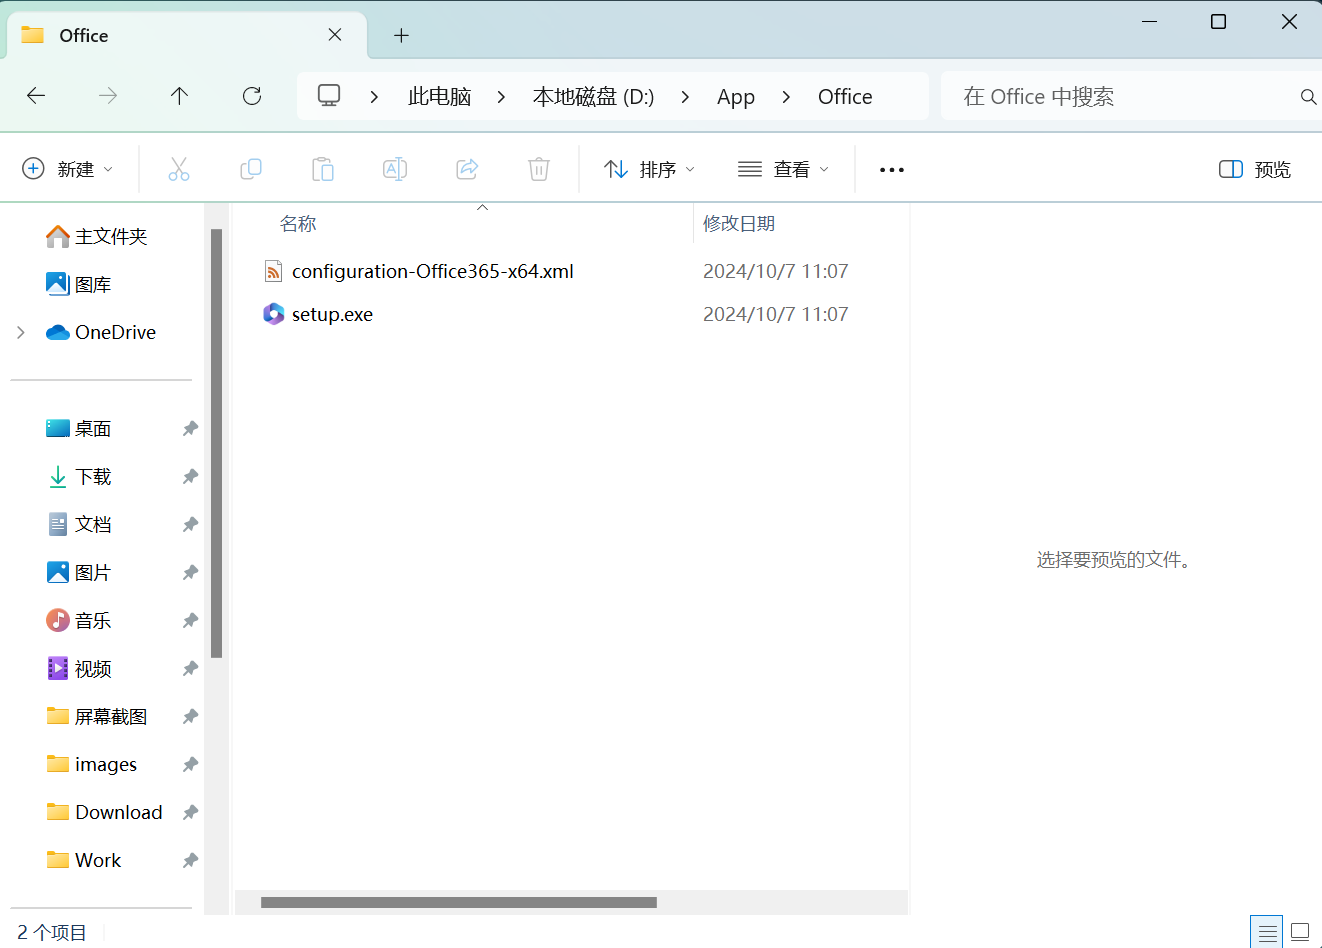 Office
此电脑 本地磁盘 (D:) App Office 在 Office 中搜索
新建 排序 查看 预览
主文件夹
图库
OneDrive
桌面
下载
文档
图片
音乐
视频
屏幕截图
images
Download
Work
名称 修改日期
configuration-Office365-x64.xml 2024/10/7 11:07
setup.exe 2024/10/7 11:07
选择要预览的文件。
2 个项目